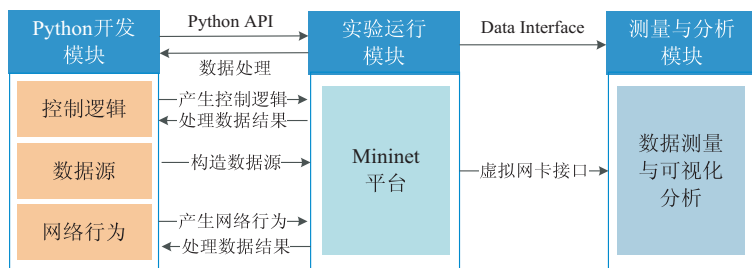 Python开发
模块
Python API
数据处理
实验运行
模块
Data Interface
测量与分析
模块
控制逻辑
产生控制逻辑
处理数据结果
数据源
构造数据源
网络行为
产生网络行为
处理数据结果
Mininet
平台
虚拟网卡接口
数据测量
与可视化
分析